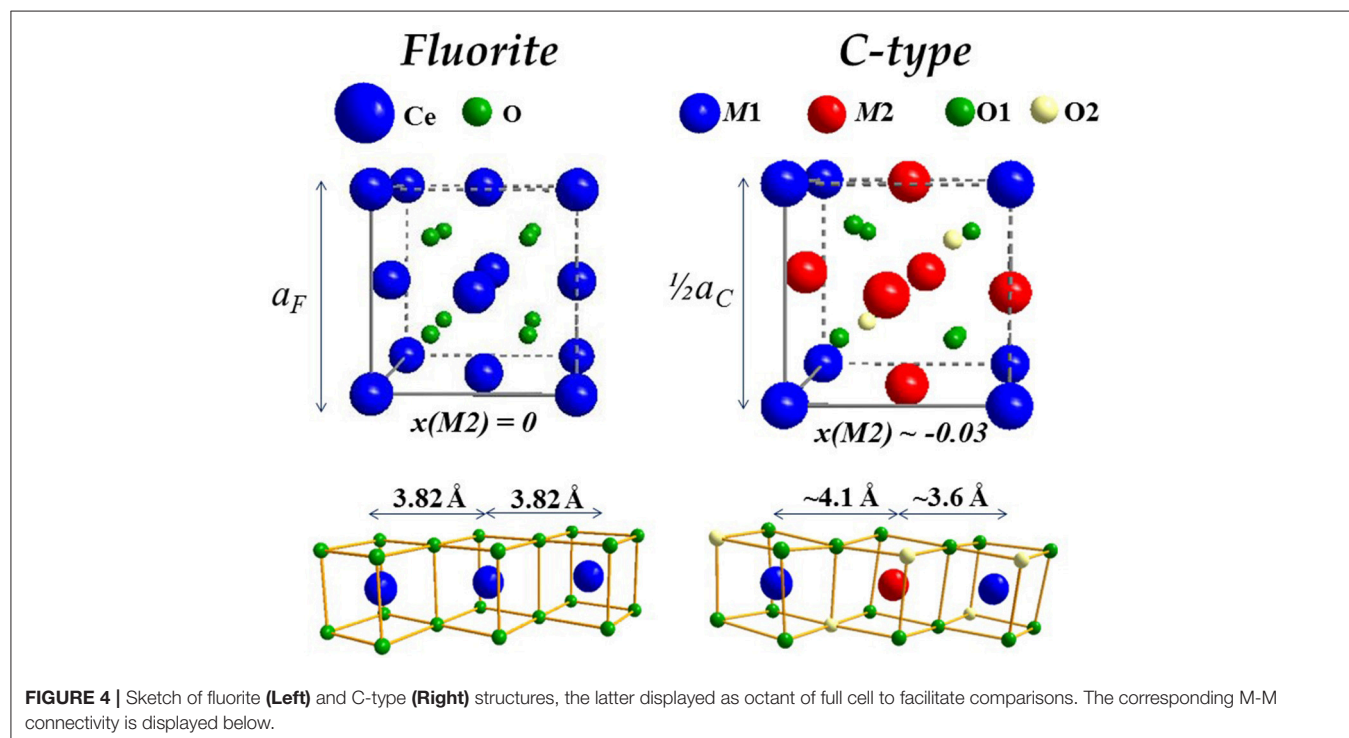 Fluorite
Ce
O
a_F
x(M2) = 0
3.82 Å
3.82 Å
C-type
M1
M2
O1
O2
½a_C
x(M2) ~ -0.03
~4.1 Å
~3.6 Å
FIGURE 4 | Sketch of fluorite (Left) and C-type (Right) structures, the latter displayed as octant of full cell to facilitate comparisons. The corresponding M-M
connectivity is displayed below.